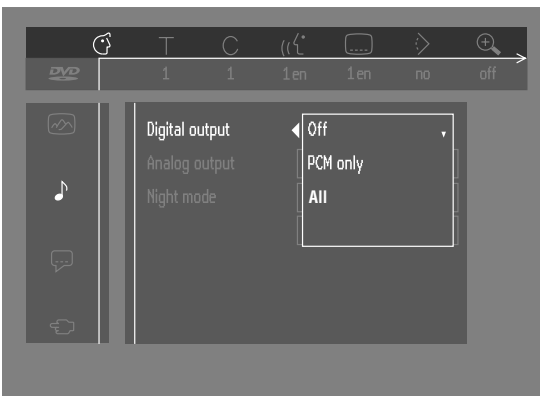 T C
DVD 1 1 1 en 1 en no off
Digital output Off
Analog output PCM only
Night mode All